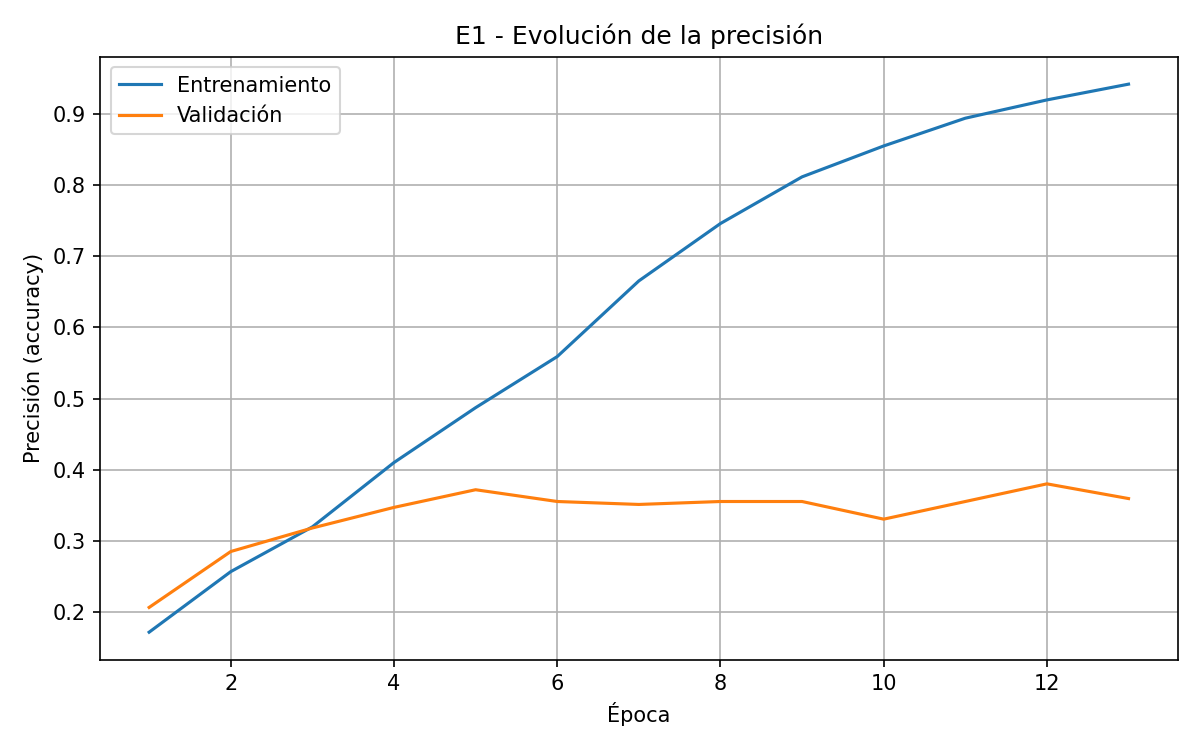 E1 - Evolución de la precisión
Entrenamiento
Validación
Precisión (accuracy)
0.9
0.8
0.7
0.6
0.5
0.4
0.3
0.2
2 4 6 8 10 12
Época